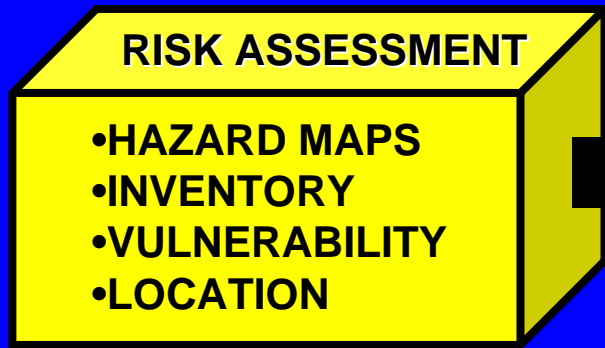 RISK ASSESSMENT
•HAZARD MAPS
•INVENTORY
•VULNERABILITY
•LOCATION